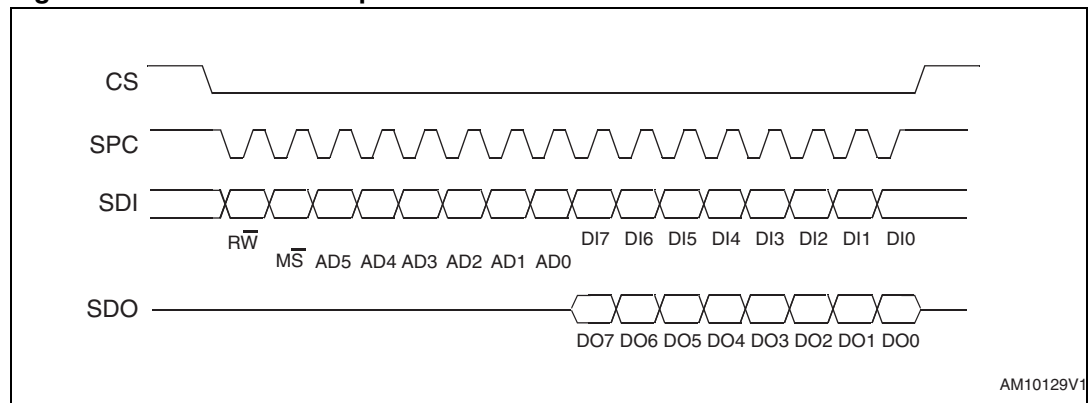 CS
SPC
SDI
RW̅ DI7 DI6 DI5 DI4 DI3 DI2 DI1 DI0
MS̅ AD5 AD4 AD3 AD2 AD1 AD0
SDO
DO7 DO6 DO5 DO4 DO3 DO2 DO1 DO0
AM10129V1